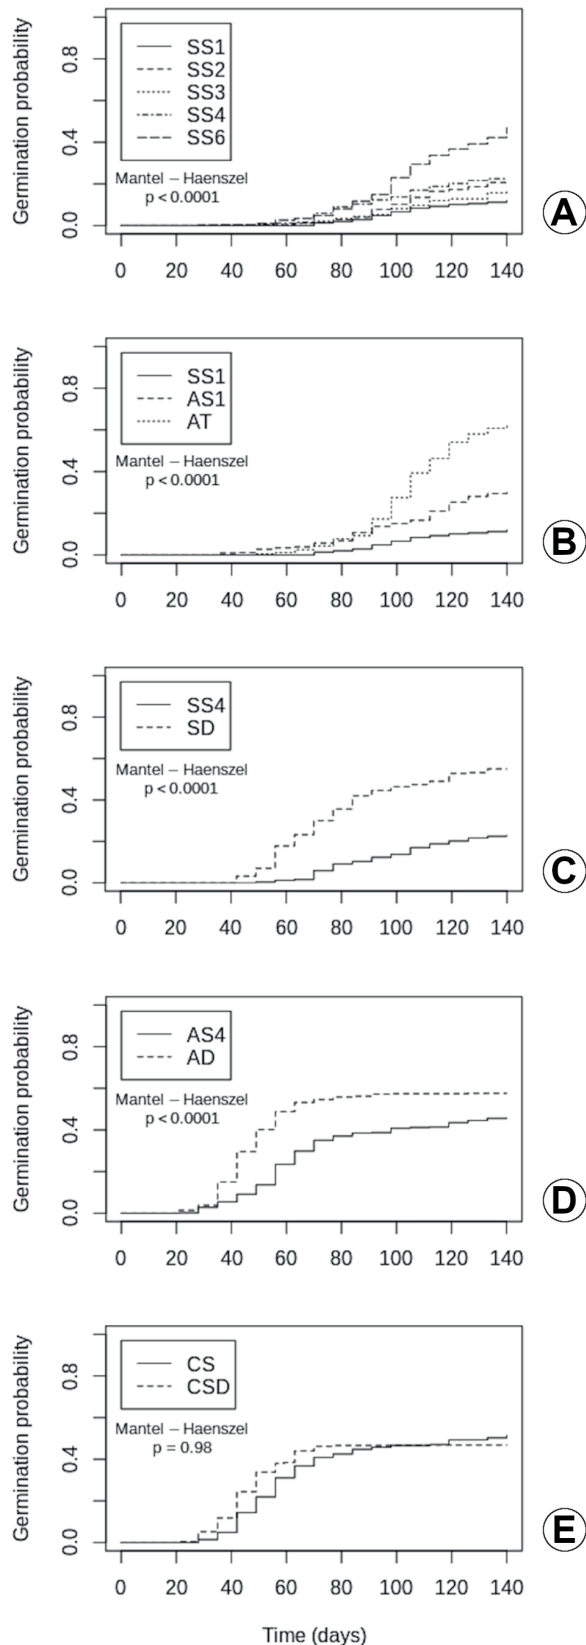 Germination probability
0.8
0.4
0.0
SS1
SS2
SS3
SS4
SS6
Mantel – Haenszel
p < 0.0001
0 20 40 60 80 100 120 140
A
Germination probability
0.8
0.4
0.0
SS1
AS1
AT
Mantel – Haenszel
p < 0.0001
0 20 40 60 80 100 120 140
B
Germination probability
0.8
0.4
0.0
SS4
SD
Mantel – Haenszel
p < 0.0001
0 20 40 60 80 100 120 140
C
Germination probability
0.8
0.4
0.0
AS4
AD
Mantel – Haenszel
p < 0.0001
0 20 40 60 80 100 120 140
D
Germination probability
0.8
0.4
0.0
CS
CSD
Mantel – Haenszel
p = 0.98
0 20 40 60 80 100 120 140
E
Time (days)